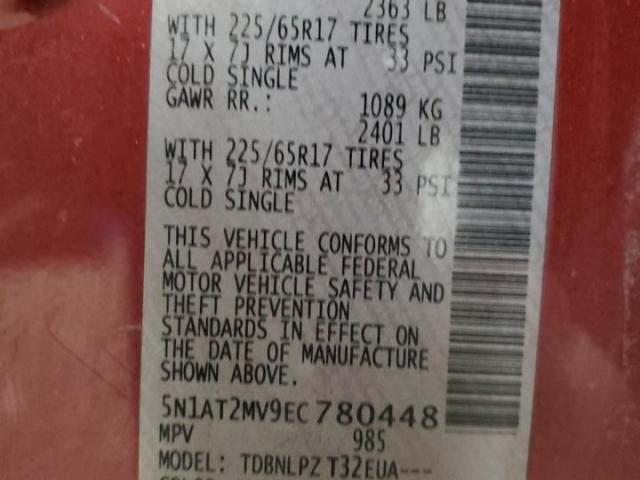 2363 LB
WITH 225/65R17 TIRES
17 X 7J RIMS AT 33 PSI
COLD SINGLE
GAWR RR.: 1089 KG
2401 LB
WITH 225/65R17 TIRES
17 X 7J RIMS AT 33 PSI
COLD SINGLE
THIS VEHICLE CONFORMS TO
ALL APPLICABLE FEDERAL
MOTOR VEHICLE SAFETY AND
THEFT PREVENTION
STANDARDS IN EFFECT ON
THE DATE OF MANUFACTURE
SHOWN ABOVE.
5N1AT2MV9EC780448
MPV 985
MODEL: TDBNLPZ T32EUA---